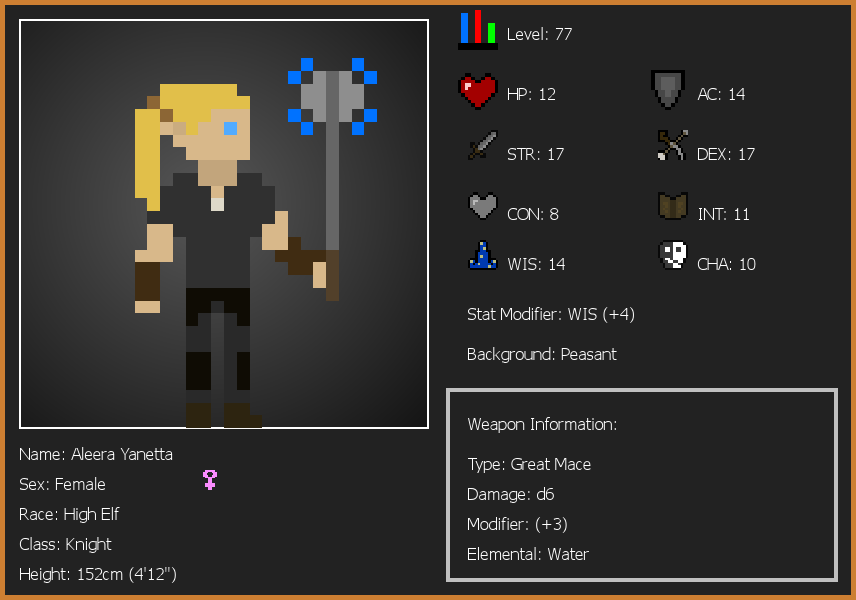 Level: 77
HP: 12
AC: 14
STR: 17
DEX: 17
CON: 8
INT: 11
WIS: 14
CHA: 10
Stat Modifier: WIS (+4)
Background: Peasant
Weapon Information:
Type: Great Mace
Damage: d6
Modifier: (+3)
Elemental: Water
Name: Aleera Yanetta
Sex: Female
Race: High Elf
Class: Knight
Height: 152cm (4'12")